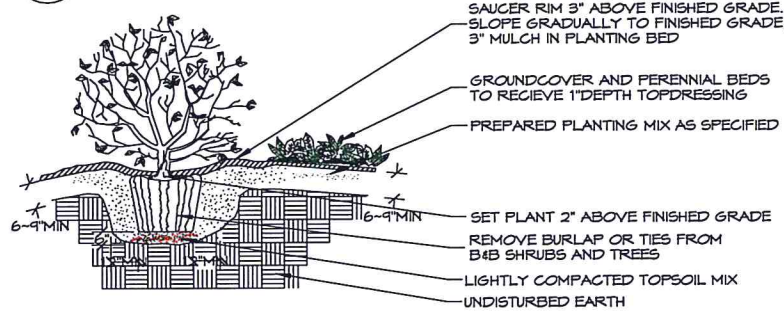 SAUCER RIM 3" ABOVE FINISHED GRADE.
SLOPE GRADUALLY TO FINISHED GRADE
3" MULCH IN PLANTING BED
GROUNDCOVER AND PERENNIAL BEDS
TO RECIEVE 1"DEPTH TOPDRESSING
PREPARED PLANTING MIX AS SPECIFIED
6~9"MIN
6~9"MIN
SET PLANT 2" ABOVE FINISHED GRADE
REMOVE BURLAP OR TIES FROM
B&B SHRUBS AND TREES
LIGHTLY COMPACTED TOPSOIL MIX
UNDISTURBED EARTH